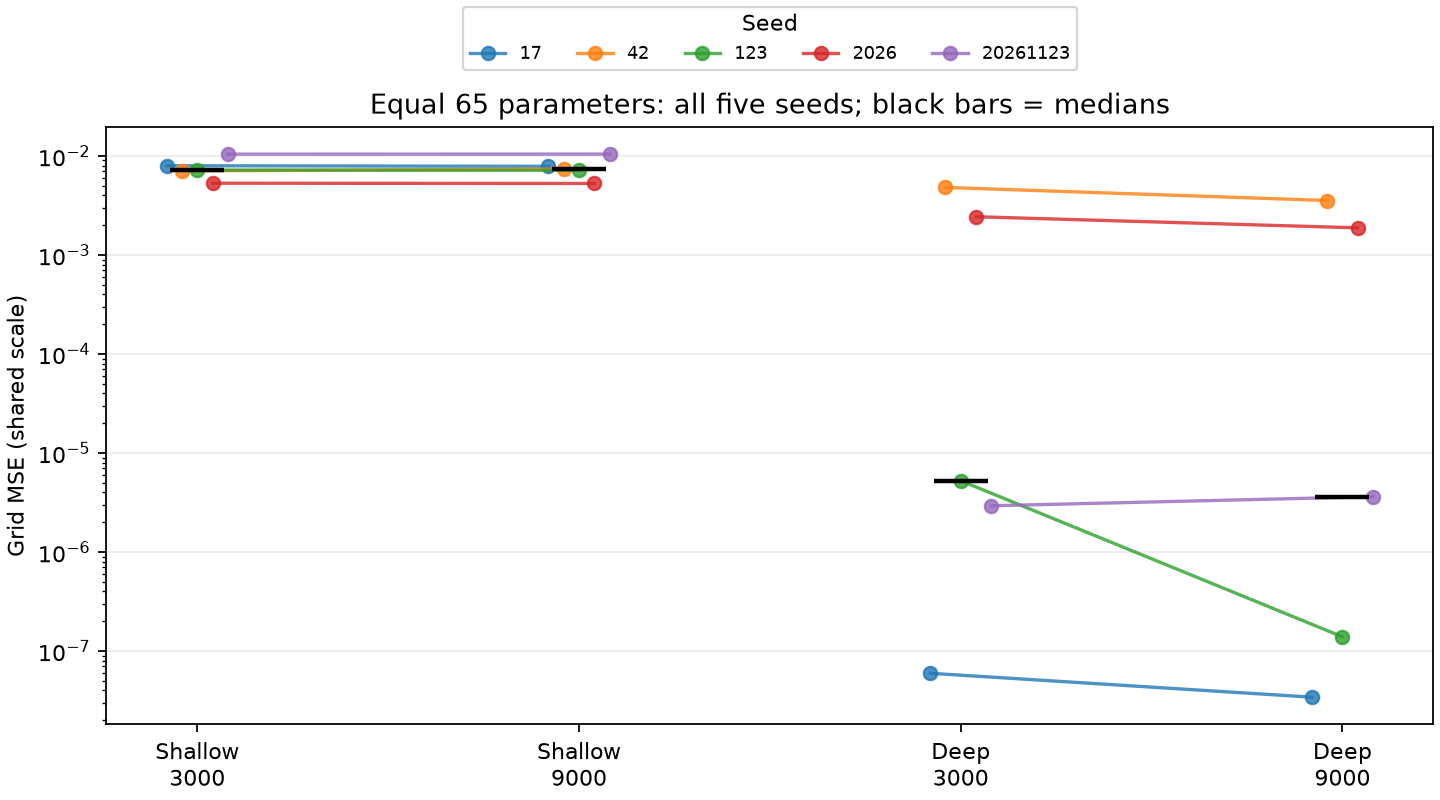 Seed
17 42 123 2026 20261123
Equal 65 parameters: all five seeds; black bars = medians
Grid MSE (shared scale)
10⁻²
10⁻³
10⁻⁴
10⁻⁵
10⁻⁶
10⁻⁷
Shallow Shallow Deep Deep
3000 9000 3000 9000